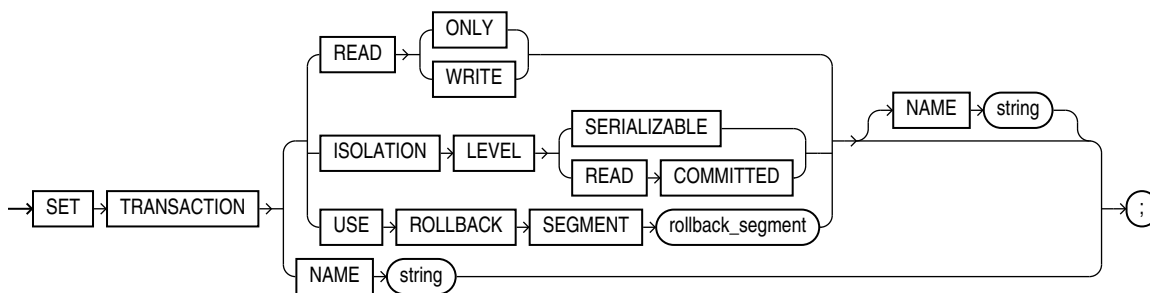 ONLY
READ
WRITE
NAME string
SERIALIZABLE
ISOLATION LEVEL
READ COMMITTED
SET TRANSACTION
USE ROLLBACK SEGMENT rollback_segment
;
NAME string